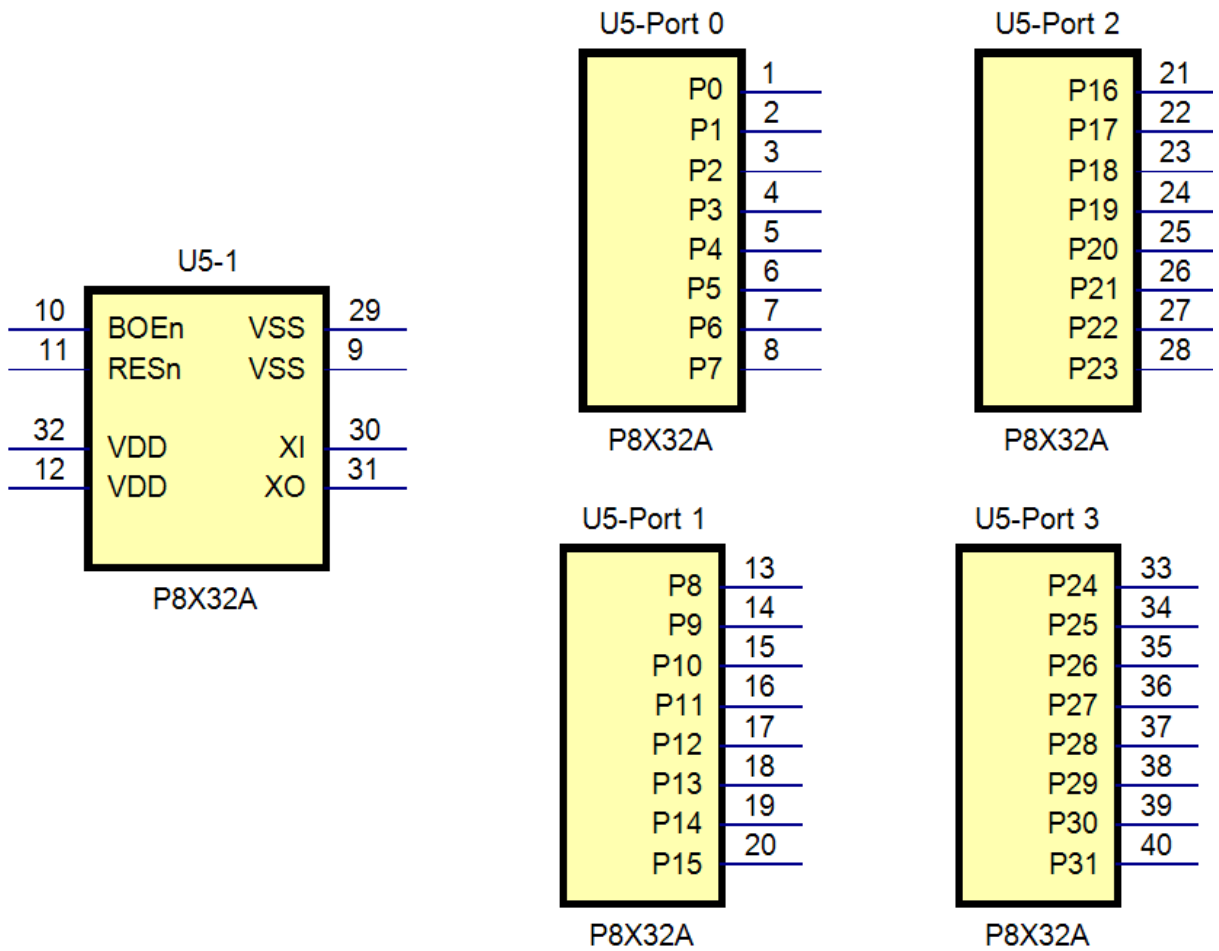 U5-1
10 BOEn VSS 29
11 RESn VSS 9
32 VDD XI 30
12 VDD XO 31
P8X32A
U5-Port 0
P0 1
P1 2
P2 3
P3 4
P4 5
P5 6
P6 7
P7 8
P8X32A
U5-Port 2
P16 21
P17 22
P18 23
P19 24
P20 25
P21 26
P22 27
P23 28
P8X32A
U5-Port 1
P8 13
P9 14
P10 15
P11 16
P12 17
P13 18
P14 19
P15 20
P8X32A
U5-Port 3
P24 33
P25 34
P26 35
P27 36
P28 37
P29 38
P30 39
P31 40
P8X32A